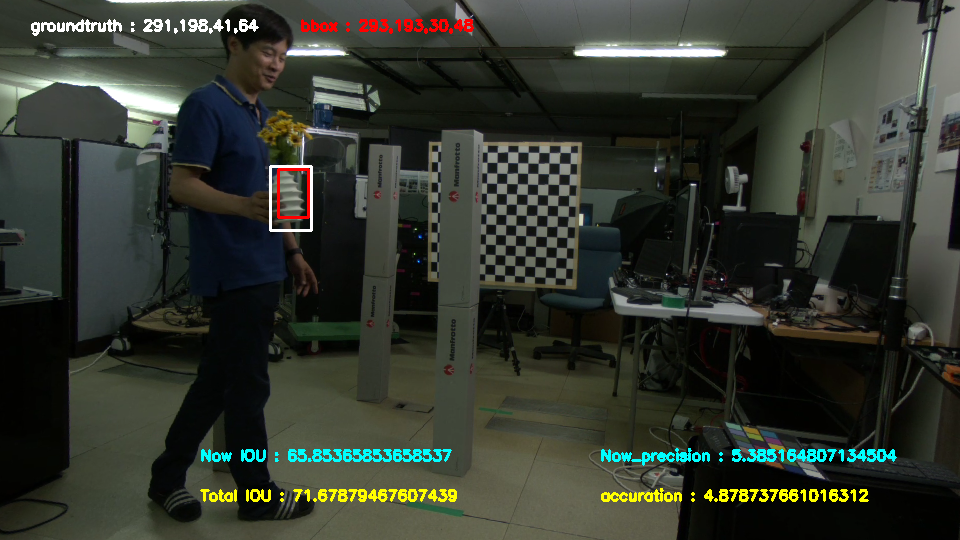 groundtruth : 291,198,41,64
bbox : 293,193,30,48
Manfrotto
Manfrotto
Manfrotto
Manfrotto
Now IOU : 65.85365853658537
Now_precision : 5.385164807134504
Total IOU : 71.67879467607439
accuration : 4.878737661016312